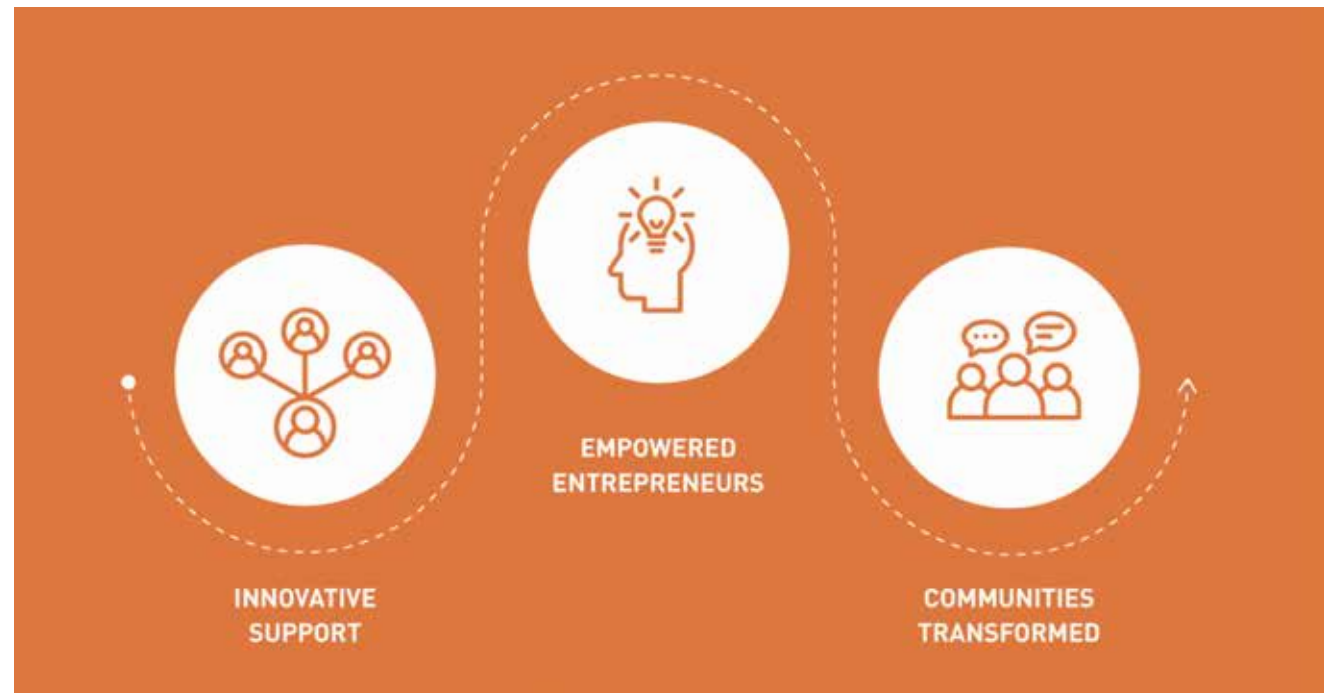 INNOVATIVE
SUPPORT
EMPOWERED
ENTREPRENEURS
COMMUNITIES
TRANSFORMED